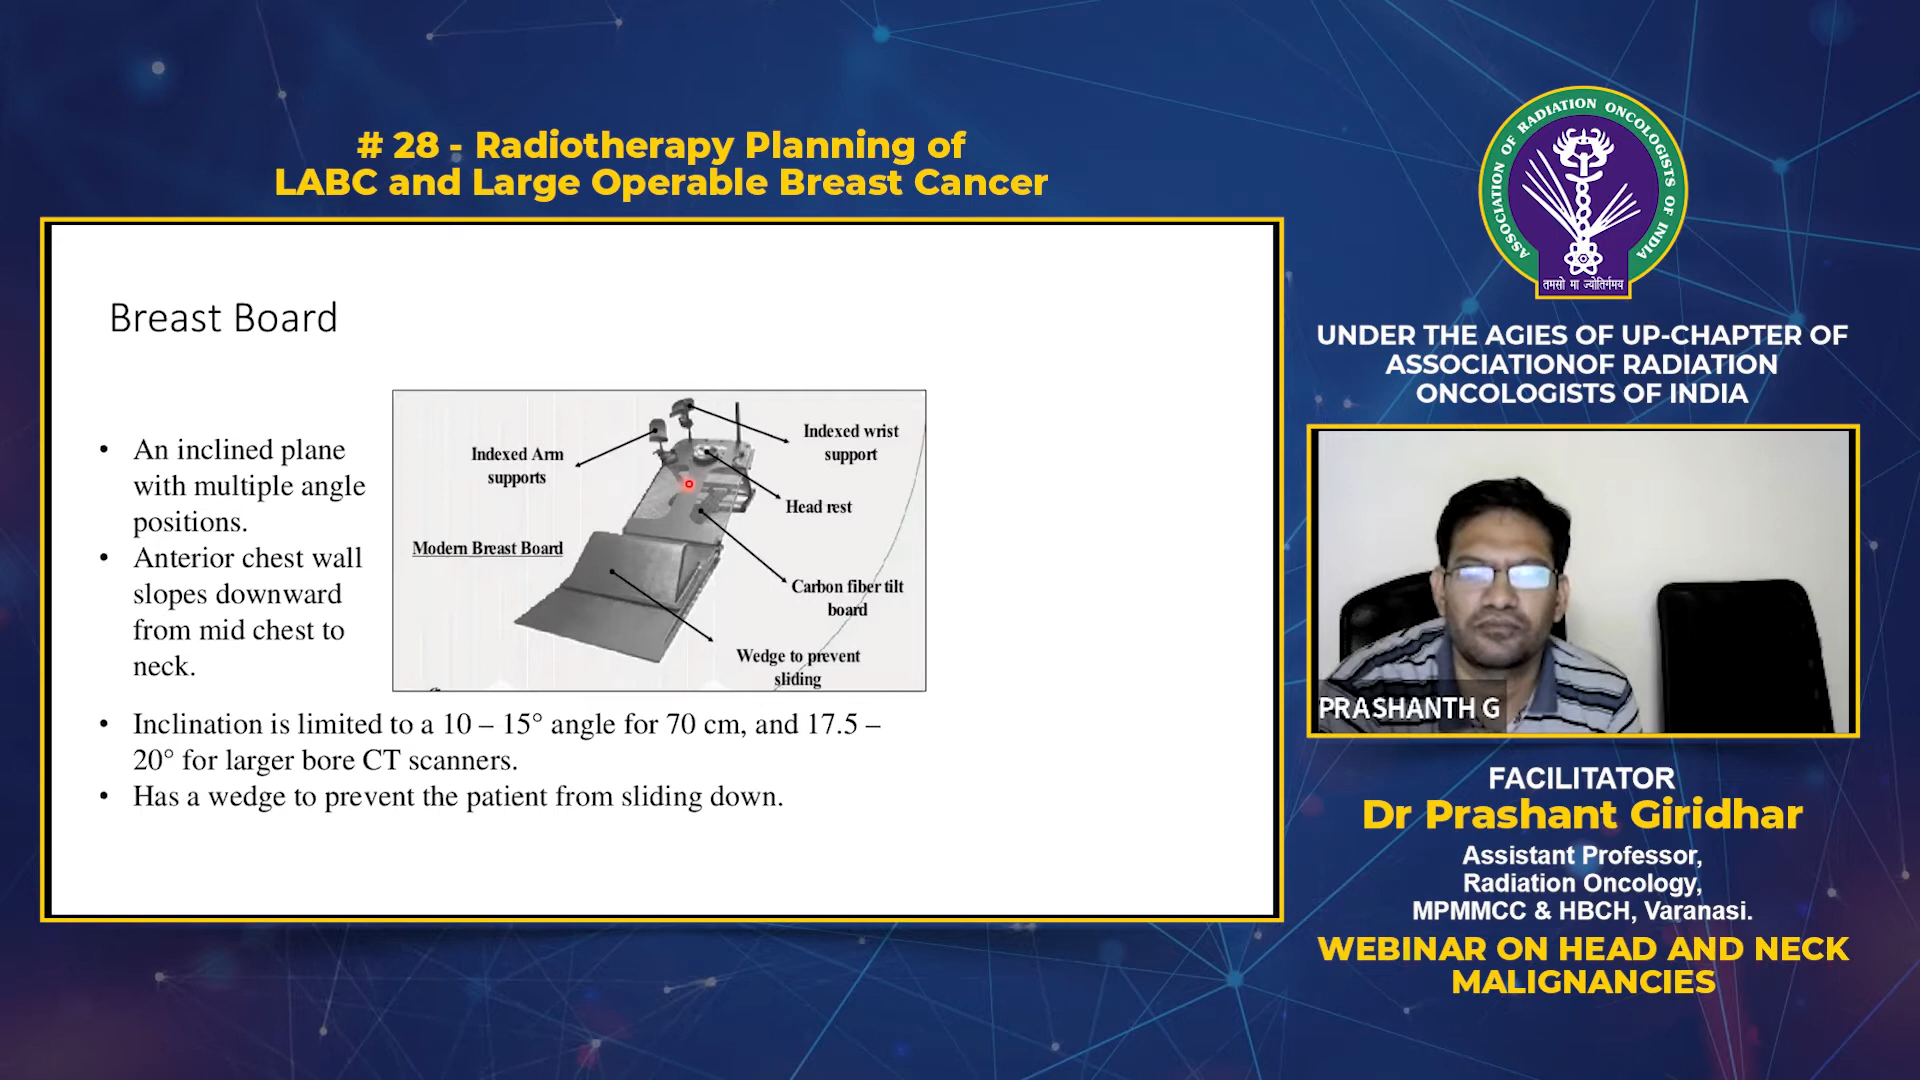 # 28 - Radiotherapy Planning of
LABC and Large Operable Breast Cancer
Breast Board
• An inclined plane
with multiple angle
positions.
• Anterior chest wall
slopes downward
from mid chest to
neck.
• Inclination is limited to a 10 – 15° angle for 70 cm, and 17.5 –
20° for larger bore CT scanners.
• Has a wedge to prevent the patient from sliding down.
Indexed Arm
supports
Indexed wrist
support
Head rest
Modern Breast Board
Carbon fiber tilt
board
Wedge to prevent
sliding
ASSOCIATION OF RADIATION ONCOLOGISTS OF INDIA
तमसो मा ज्योतिर्गमय
UNDER THE AGIES OF UP-CHAPTER OF
ASSOCIATIONOF RADIATION
ONCOLOGISTS OF INDIA
PRASHANTH G
FACILITATOR
Dr Prashant Giridhar
Assistant Professor,
Radiation Oncology,
MPMMCC & HBCH, Varanasi.
WEBINAR ON HEAD AND NECK
MALIGNANCIES